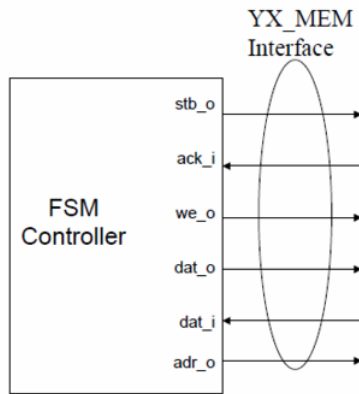 YX_MEM
Interface
stb_o
ack_i
FSM
Controller
we_o
dat_o
dat_i
adr_o